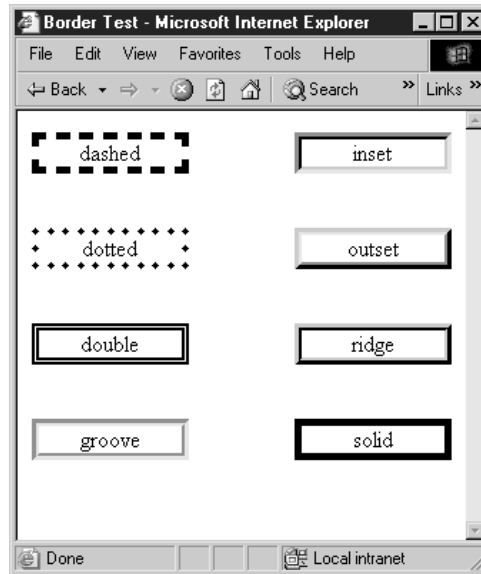 Border Test - Microsoft Internet Explorer
File Edit View Favorites Tools Help
Back Search » Links »
dashed inset
dotted outset
double ridge
groove solid
Done Local intranet